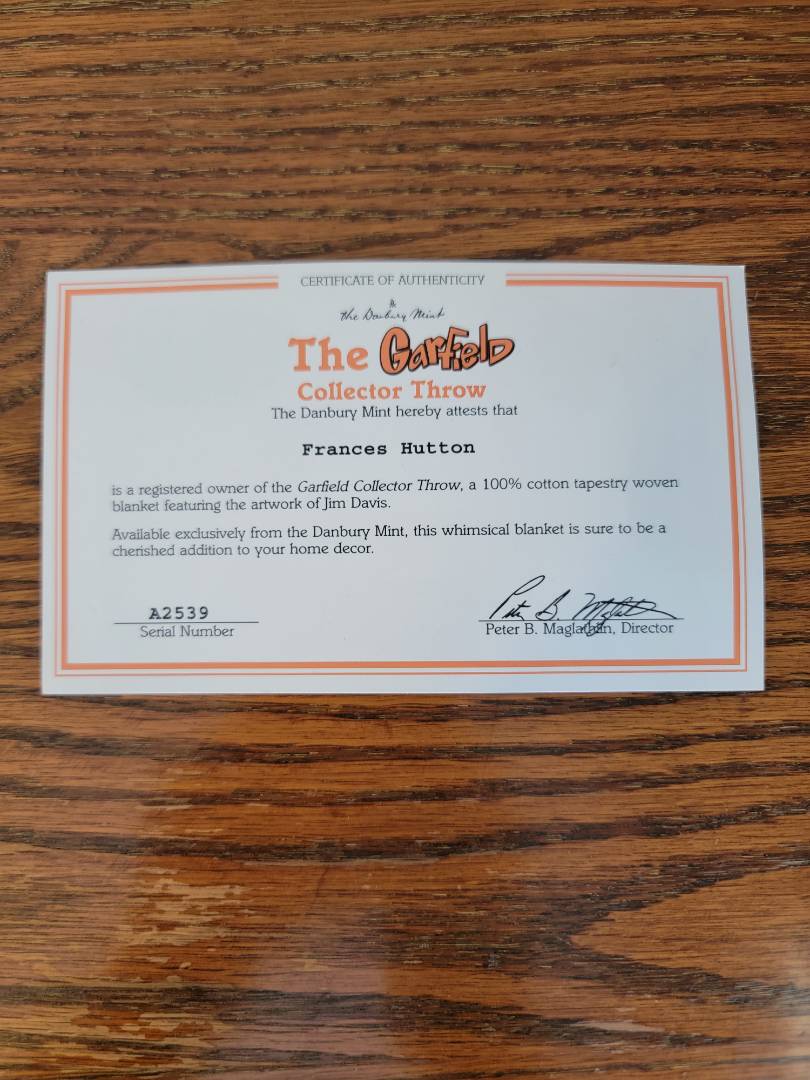 CERTIFICATE OF AUTHENTICITY
the Danbury Mint
The Garfield
Collector Throw
The Danbury Mint hereby attests that
Frances Hutton
is a registered owner of the Garfield Collector Throw, a 100% cotton tapestry woven
blanket featuring the artwork of Jim Davis.
Available exclusively from the Danbury Mint, this whimsical blanket is sure to be a
cherished addition to your home decor.
A2539
Serial Number
Peter B. Maglathlin, Director